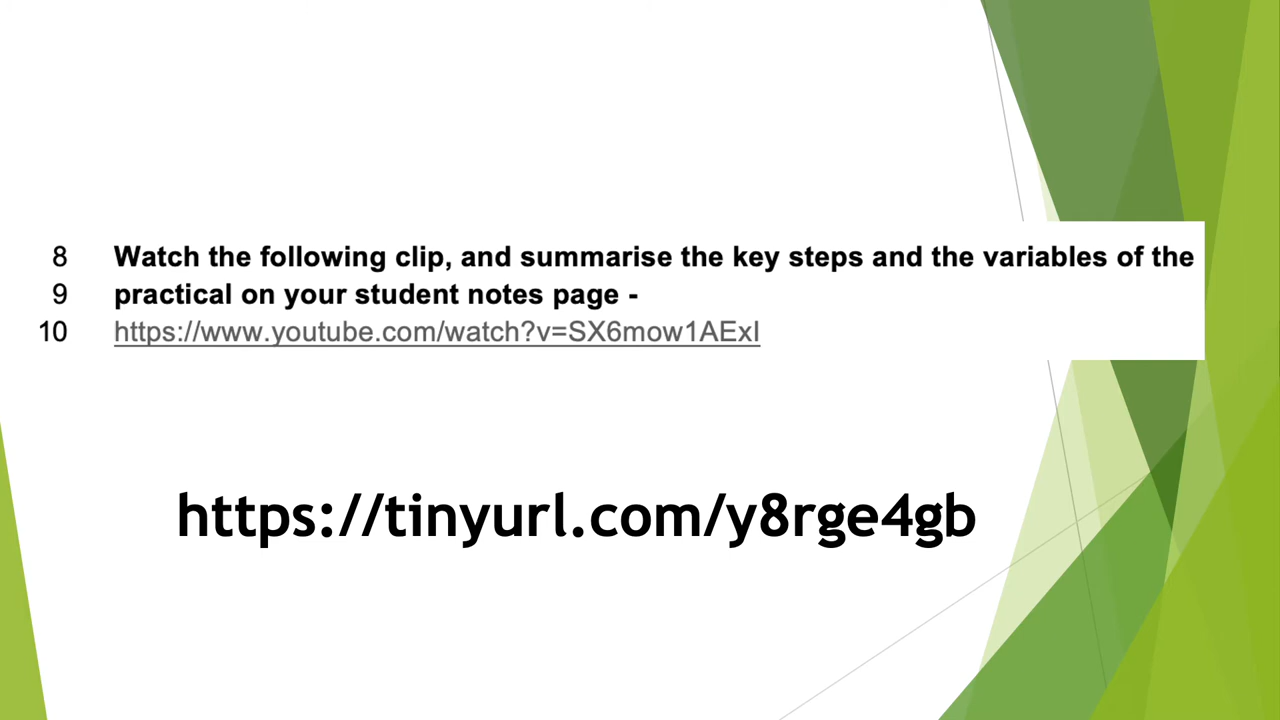 8 Watch the following clip, and summarise the key steps and the variables of the
9 practical on your student notes page -
10 https://www.youtube.com/watch?v=SX6mow1AExI
https://tinyurl.com/y8rge4gb